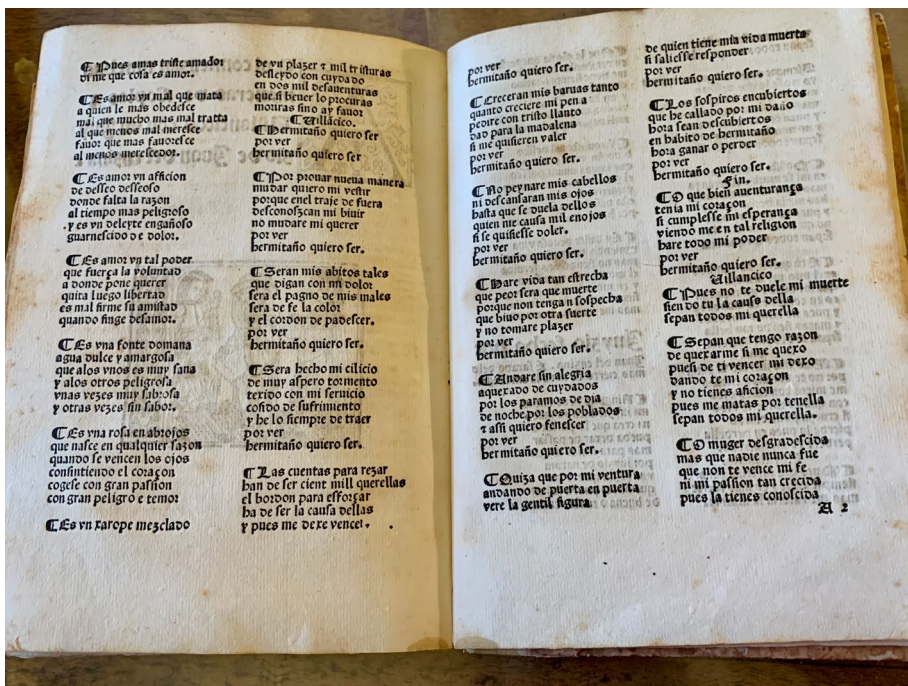 ¶ Pues amas triste amador
di me que cosa es amor.
¶ Es amor vn mal que mata
a quien le mas obedesce
mal que mucho mas mal tratta
al que menos mal meresce
fauor que mas fauoresce
al menos merescedor.
¶ Es amor vn afficion
de desseo desseoso
donde falta la razon
al tiempo mas peligroso
y es vn deleyte engañoso
guarnescido de dolor.
¶ Es amor vn tal poder
que fuerça la voluntad
a donde pone querer
quita luego libertad
es mal firme su amistad
quando finge desamor.
¶ Es vna fonte domana
agua dulce y amargosa
que alos vnos es muy sana
y alos otros peligrosa
vnas vezes muy sabrosa
y otras vezes sin sabor.
¶ Es vna rosa en abrojos
que nasce en qualquier sazon
quando se vencen los ojos
consintiendo el coraçon
cogese con gran passion
con gran peligro e temor
¶ Es vn xarope mezclado
de vn plazer ⁊ mil tristuras
desleydo con cuydado
en dos mil desauenturas
que si beuer lo procuras
moriras sino ay fauor
¶ Uillācico.
¶ Hermitaño quiero ser
por ver
hermitaño quiero ser
¶ Por prouar nueua manera
mudar quiero mi vestir
porque enel traje de fuera
desconoscan mi biuir
no mudare mi querer
por ver
hermitaño quiero ser.
¶ Seran mis abitos tales
que digan con mi dolor
sera el pagno de mis males
sera de fe la color
y el cordon de padescer.
por ver
hermitaño quiero ser.
¶ Sera hecho mi cilicio
de muy aspero tormento
texido con mi seruicio
cosido de sufrimiento
y he lo siempre de traer
por ver
hermitaño quiero ser.
¶ Las cuentas para rezar
han de ser cient mill querellas
el bordon para esforçar
ha de ser la causa dellas
y pues me dexe vencer.
por ver
hermitaño quiero ser.
¶ Creceran mis baruas tanto
quanto creciere mi pen a
pedire con tristo llanto
dad para la madalena
si me quisieren valer
por ver
hermitaño quiero ser.
¶ No peynare mis cabellos
ni descansaran mis ojos
hasta que se duela dellos
quien me causa mil enojos
si se quisiesse doler.
por ver
hermitaño quiero ser.
¶ Hare vida tan estrecha
que peor sera que muerte
porque non tenga n sospecha
que biuo por otra suerte
y no tomare plazer
por ver
hermitaño quiero ser.
¶ Andare sin alegria
aquexado de cuydados
por los paramos de dia
de noche por los poblados
⁊ assi quiero fenescer
por ver
hermitaño quiero ser.
¶ Quiza que por mi ventura
andando de puerta en puerta
vere la gentil figura
de quien tiene mia vida muerta
si saliesse responder
por ver
hermitaño quiero ser.
¶ Los sospiros encubiertos
que he callado por mi daño
hora sean descubiertos
en habito de hermitaño
hora ganar o perder
por ver
hermitaño quiero ser.
Fin.
¶ O que bien auenturança
tenia mi coraçon
si cumplesse mi esperança
viendo me en tal religion
hare todo mi poder
por ver
hermitaño quiero ser.
Uillancico
¶ Pues no te duele mi muerte
sien do tu la causa della
sepan todos mi querella
¶ Sepan que tengo razon
de quexarme si me quexo
pues de ti vencer mi dexo
dando te mi coraçon
y no tienes aficion
pues me matas por tenella
sepan todos mi querella.
¶ O muger desgradescida
mas que nadie nunca fue
que non te vence mi fe
ni mi passion tan crecida
pues la tienes conoscida
A 2